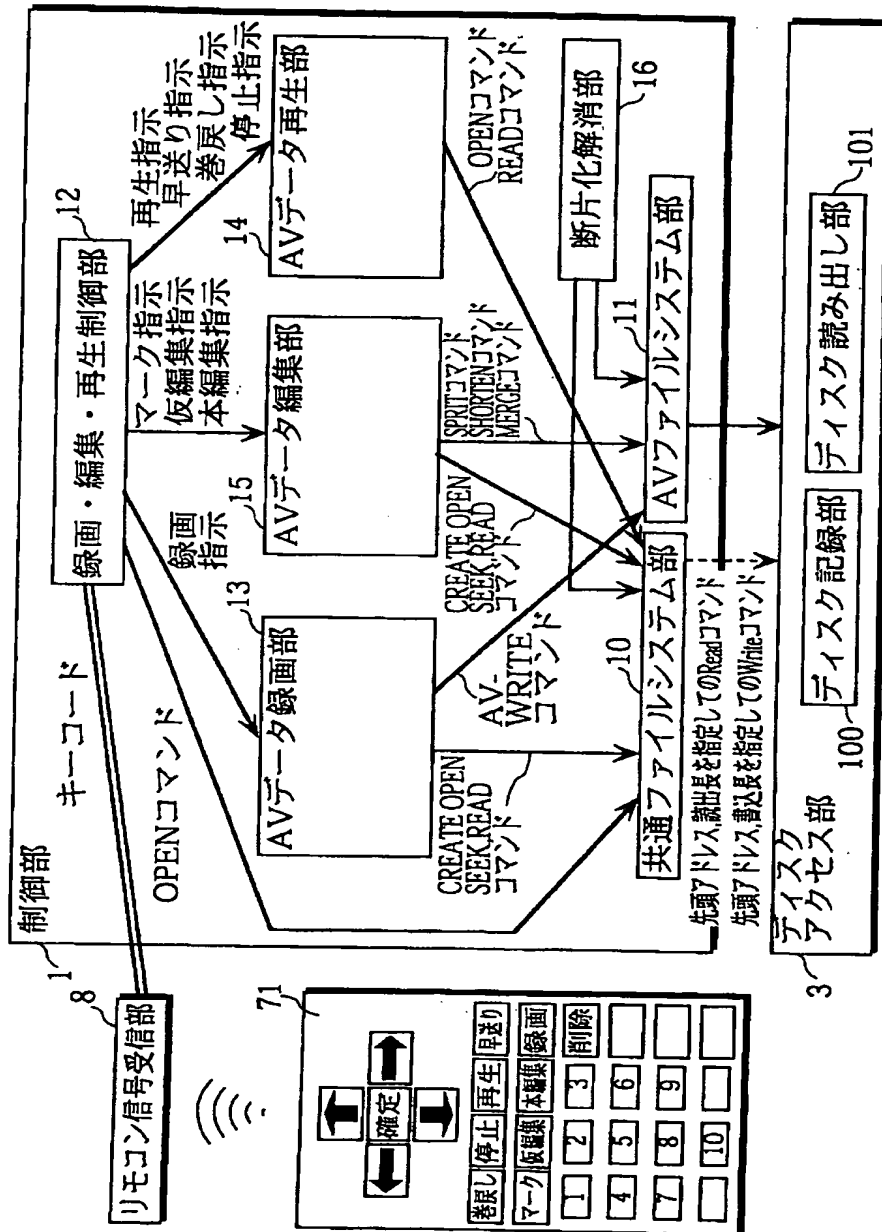 制御部
1
8
リモコン信号受信部
キーコード
OPENコマンド
録画・編集・再生制御部
12
録画
指示
マーク指示
仮編集指示
本編集指示
再生指示
早送り指示
巻戻し指示
停止指示
13
AVデータ録画部
15
AVデータ編集部
14
AVデータ再生部
CREATE OPEN
SEEK,READ
コマンド
AV-
WRITE
コマンド
CREATE OPEN
SEEK,READ
コマンド
SPRITコマンド
SHORTENコマンド
MERGEコマンド
OPENコマンド
READコマンド
断片化解消部
16
共通ファイルシステム部
10
AVファイルシステム部
11
先頭アドレス,読出長を指定してのReadコマンド
先頭アドレス,書込長を指定してのWriteコマンド
ディスク
アクセス部
3
ディスク記録部
100
ディスク読み出し部
101
71
確定
巻戻し 停止 再生 早送り
マーク 仮編集 本編集 録画
1 2 3 削除
4 5 6
7 8 9
10